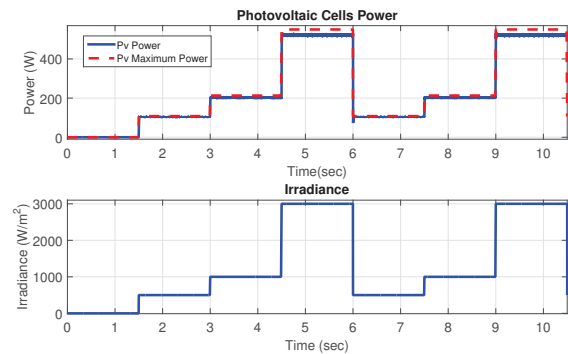 Photovoltaic Cells Power
Pv Power
Pv Maximum Power
Power (W)
400
200
0
0 1 2 3 4 5 6 7 8 9 10
Time(sec)
Irradiance
Irradiance (W/m²)
3000
2000
1000
0
0 1 2 3 4 5 6 7 8 9 10
Time (sec)